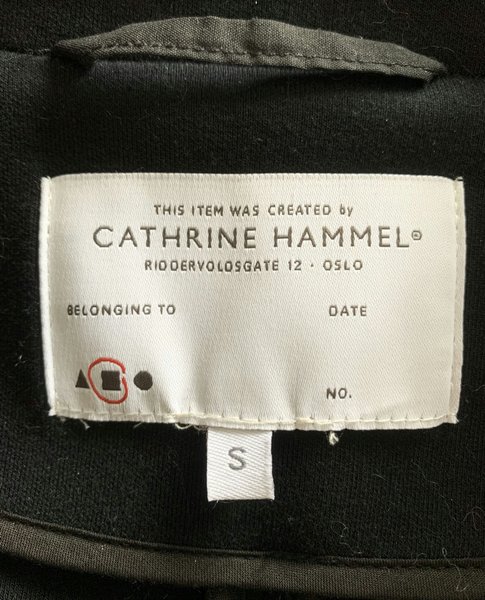 THIS ITEM WAS CREATED by
CATHRINE HAMMEL®
RIDDERVOLDSGATE 12 · OSLO
BELONGING TO DATE
NO.
S